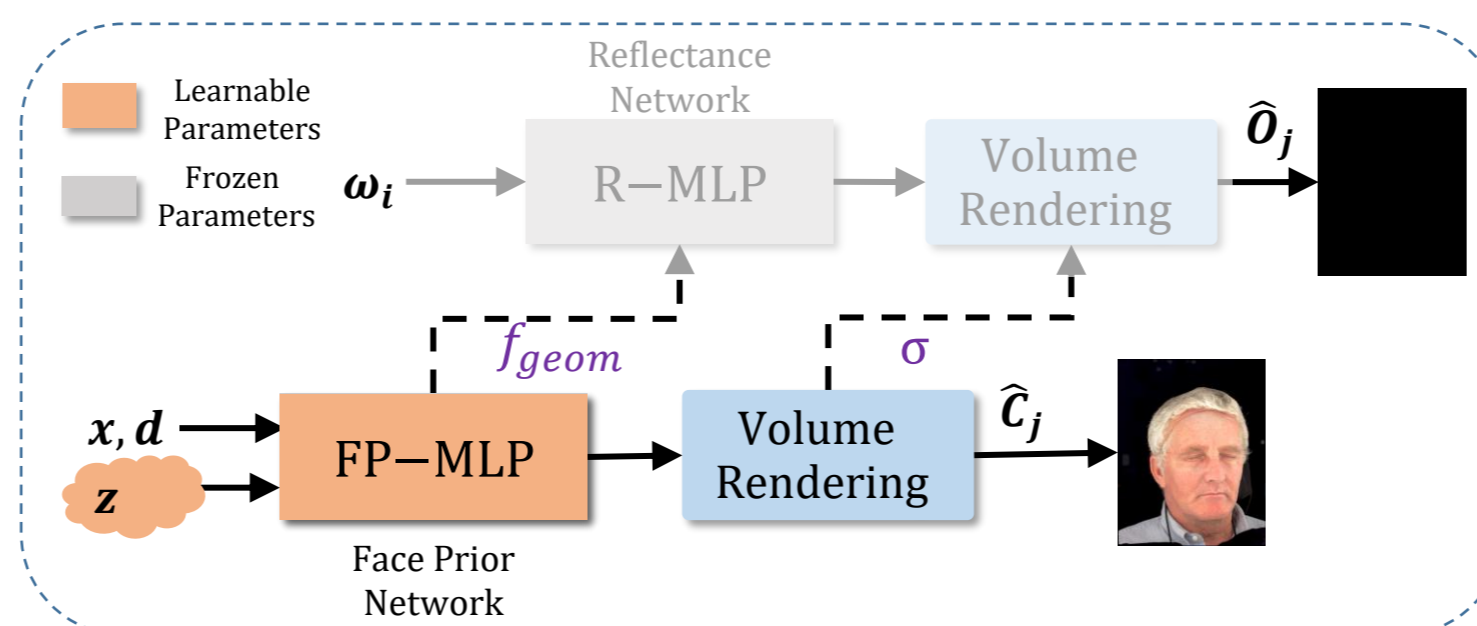 Learnable
Parameters
Frozen
Parameters
Reflectance
Network
ω_i
R−MLP
Volume
Rendering
Ô_j
f_geom
σ
x, d
z
FP−MLP
Face Prior
Network
Volume
Rendering
Ĉ_j